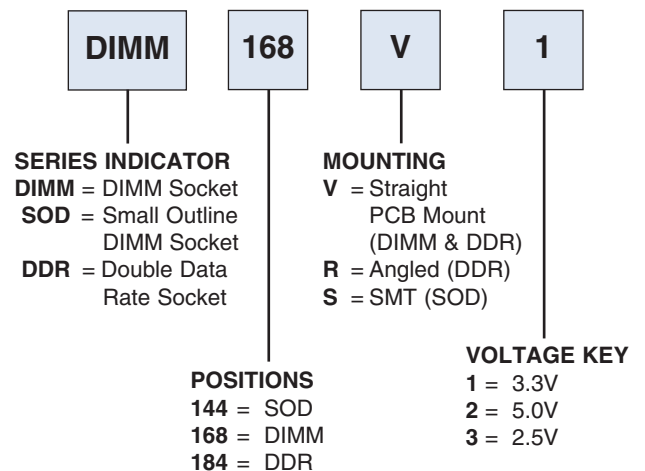 DIMM 168 V 1
SERIES INDICATOR
DIMM = DIMM Socket
SOD = Small Outline
DIMM Socket
DDR = Double Data
Rate Socket
MOUNTING
V = Straight
PCB Mount
(DIMM & DDR)
R = Angled (DDR)
S = SMT (SOD)
POSITIONS
144 = SOD
168 = DIMM
184 = DDR
VOLTAGE KEY
1 = 3.3V
2 = 5.0V
3 = 2.5V